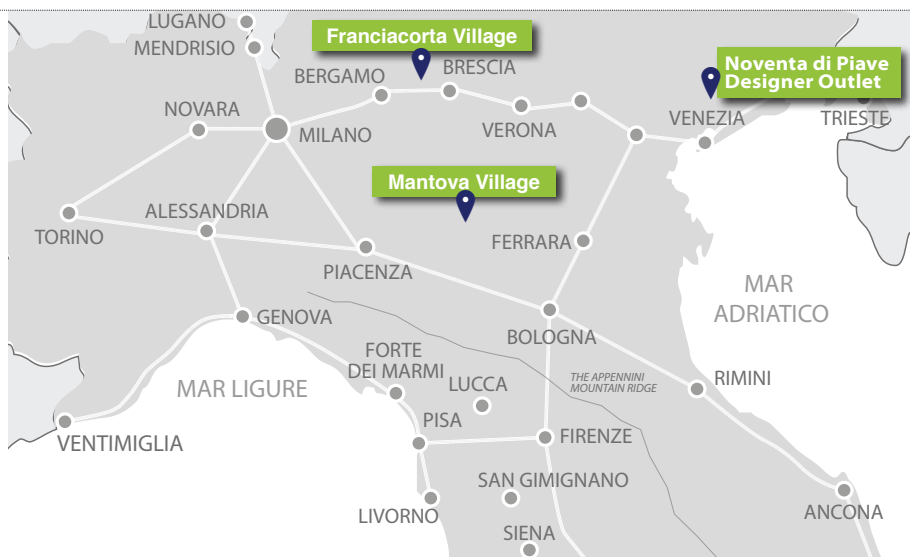 LUGANO
MENDRISIO
Franciacorta Village
BERGAMO
BRESCIA
Noventa di Piave
Designer Outlet
NOVARA
MILANO
VERONA
VENEZIA
TRIESTE
Mantova Village
ALESSANDRIA
TORINO
FERRARA
PIACENZA
MAR
ADRIATICO
GENOVA
BOLOGNA
FORTE
DEI MARMI
THE APPENNINI
MOUNTAIN RIDGE
RIMINI
MAR LIGURE
LUCCA
PISA
VENTIMIGLIA
FIRENZE
SAN GIMIGNANO
LIVORNO
ANCONA
SIENA